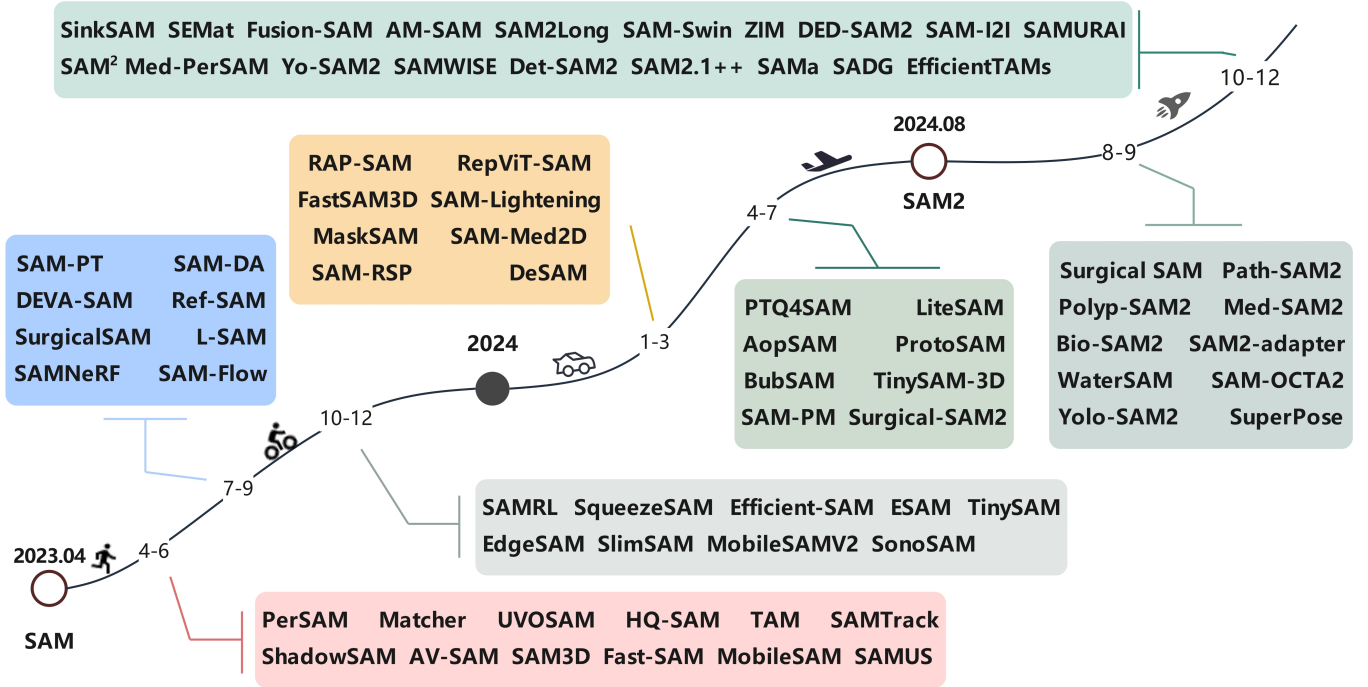 SinkSAM SEMat Fusion-SAM AM-SAM SAM2Long SAM-Swin ZIM DED-SAM2 SAM-I2I SAMURAI
SAM² Med-PerSAM Yo-SAM2 SAMWISE Det-SAM2 SAM2.1++ SAMa SADG EfficientTAMs
10-12
2024.08
SAM2
8-9
RAP-SAM RepViT-SAM
FastSAM3D SAM-Lightening
MaskSAM SAM-Med2D
SAM-RSP DeSAM
4-7
SAM-PT SAM-DA
DEVA-SAM Ref-SAM
SurgicalSAM L-SAM
SAMNeRF SAM-Flow
Surgical SAM Path-SAM2
Polyp-SAM2 Med-SAM2
Bio-SAM2 SAM2-adapter
WaterSAM SAM-OCTA2
Yolo-SAM2 SuperPose
PTQ4SAM LiteSAM
AopSAM ProtoSAM
BubSAM TinySAM-3D
SAM-PM Surgical-SAM2
2024
1-3
10-12
7-9
SAMRL SqueezeSAM Efficient-SAM ESAM TinySAM
EdgeSAM SlimSAM MobileSAMV2 SonoSAM
2023.04
4-6
SAM
PerSAM Matcher UVOSAM HQ-SAM TAM SAMTrack
ShadowSAM AV-SAM SAM3D Fast-SAM MobileSAM SAMUS